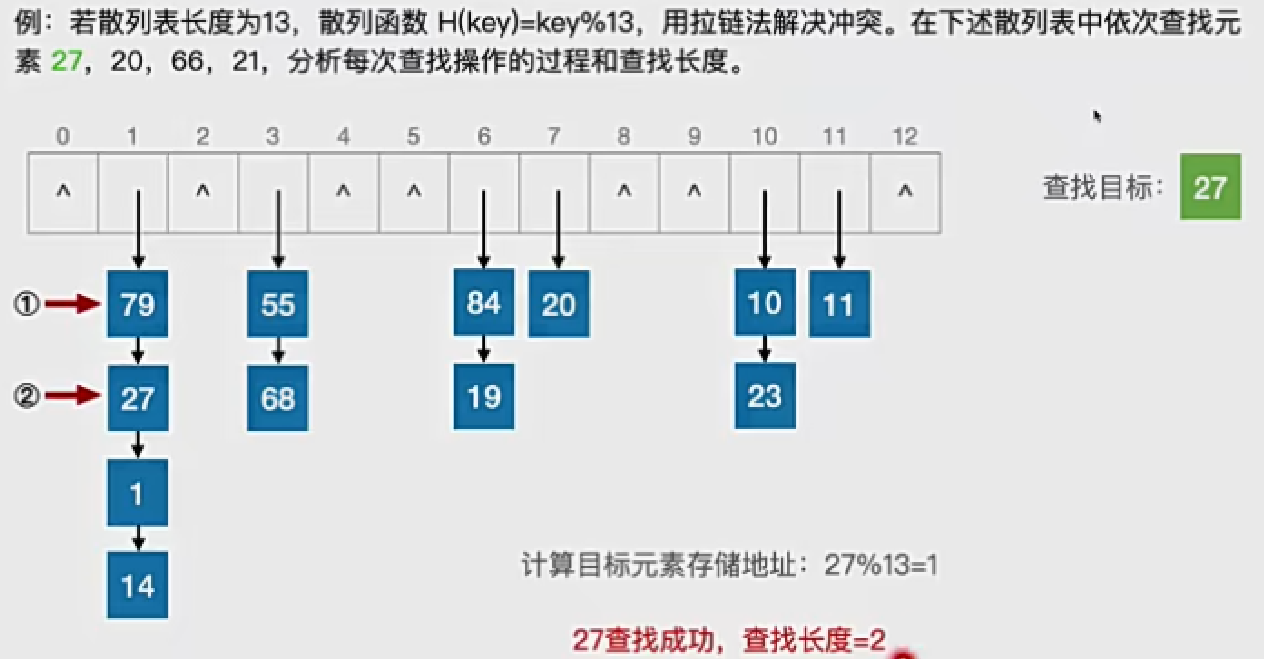 例：若散列表长度为13，散列函数 H(key)=key%13，用拉链法解决冲突。在下述散列表中依次查找元
素 27，20，66，21，分析每次查找操作的过程和查找长度。
0 1 2 3 4 5 6 7 8 9 10 11 12
^ ^ ^ ^ ^ ^ ^
查找目标： 27
① 79 55 84 20 10 11
② 27 68 19 23
1
14
计算目标元素存储地址：27%13=1
27查找成功，查找长度=2